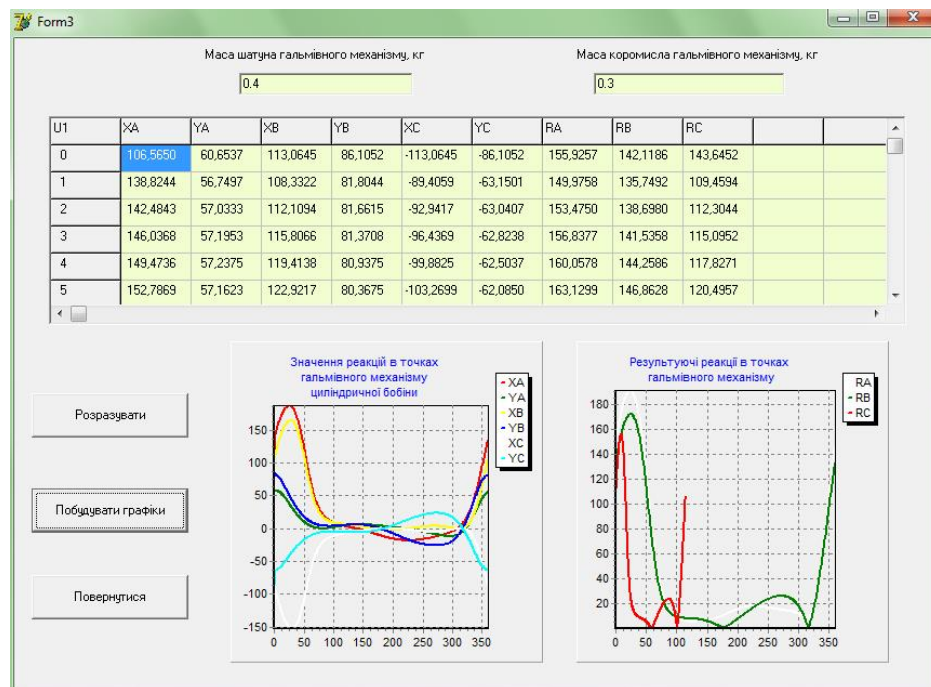 Form3
Маса шатуна гальмівного механізму, кг Маса коромисла гальмівного механізму, кг
0.4 0.3
U1 XA YA XB YB XC YC RA RB RC
0 106,5650 60,6537 113,0645 86,1052 -113,0645 -86,1052 155,9257 142,1186 143,6452
1 138,8244 56,7497 108,3322 81,8044 -89,4059 -63,1501 149,9758 135,7492 109,4594
2 142,4843 57,0333 112,1094 81,6615 -92,9417 -63,0407 153,4750 138,6980 112,3044
3 146,0368 57,1953 115,8066 81,3708 -96,4369 -62,8238 156,8377 141,5358 115,0952
4 149,4736 57,2375 119,4138 80,9375 -99,8825 -62,5037 160,0578 144,2586 117,8271
5 152,7869 57,1623 122,9217 80,3675 -103,2699 -62,0850 163,1299 146,8628 120,4957
Розразувати
Побудувати графіки
Повернутися
Значення реакцій в точках
гальмівного механізму
циліндричної бобіни
XA
YA
XB
YB
XC
YC
150
100
50
0
-50
-100
-150
0 50 100 150 200 250 300 350
Результуючі реакції в точках
гальмівного механізму
RA
RB
RC
180
160
140
120
100
80
60
40
20
0 50 100 150 200 250 300 350